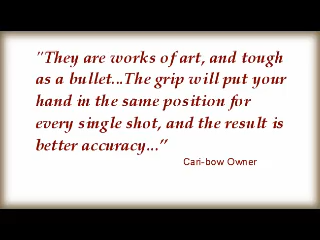 "They are works of art, and tough
as a bullet...The grip will put your
hand in the same position for
every single shot, and the result is
better accuracy..."
Cari-bow Owner